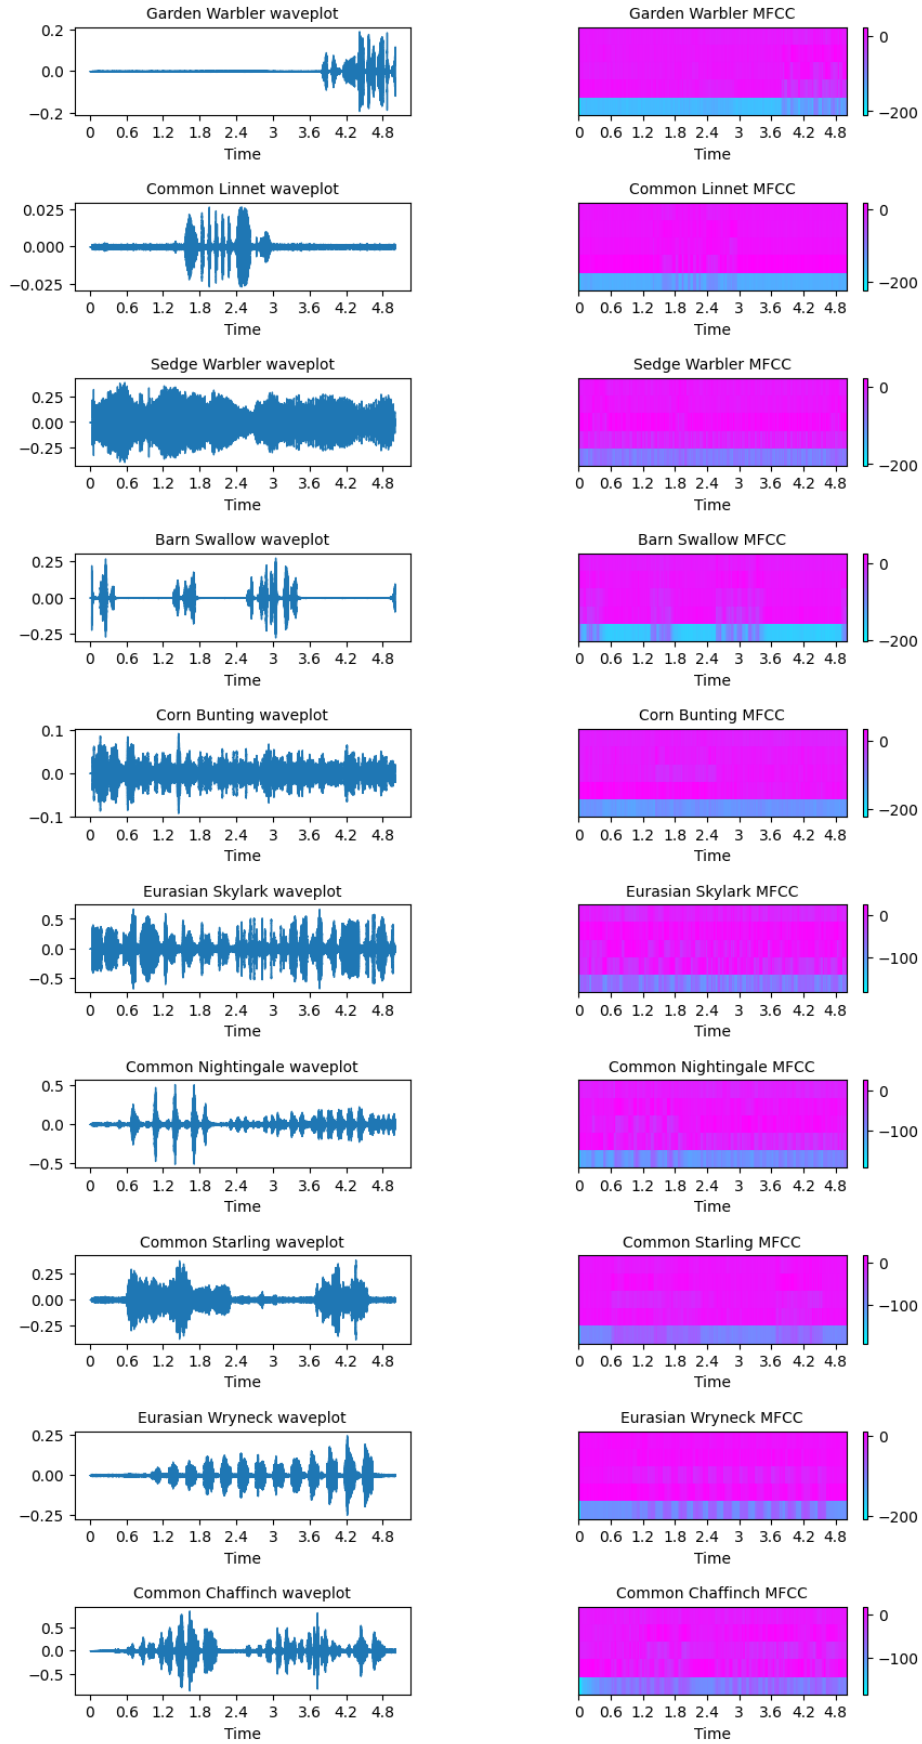 Garden Warbler waveplot
0.2
0.0
−0.2
0 0.6 1.2 1.8 2.4 3 3.6 4.2 4.8
Time
Garden Warbler MFCC
0
−200
0 0.6 1.2 1.8 2.4 3 3.6 4.2 4.8
Time
Common Linnet waveplot
0.025
0.000
−0.025
0 0.6 1.2 1.8 2.4 3 3.6 4.2 4.8
Time
Common Linnet MFCC
0
−200
0 0.6 1.2 1.8 2.4 3 3.6 4.2 4.8
Time
Sedge Warbler waveplot
0.25
0.00
−0.25
0 0.6 1.2 1.8 2.4 3 3.6 4.2 4.8
Time
Sedge Warbler MFCC
0
−200
0 0.6 1.2 1.8 2.4 3 3.6 4.2 4.8
Time
Barn Swallow waveplot
0.25
0.00
−0.25
0 0.6 1.2 1.8 2.4 3 3.6 4.2 4.8
Time
Barn Swallow MFCC
0
−200
0 0.6 1.2 1.8 2.4 3 3.6 4.2 4.8
Time
Corn Bunting waveplot
0.1
0.0
−0.1
0 0.6 1.2 1.8 2.4 3 3.6 4.2 4.8
Time
Corn Bunting MFCC
0
−200
0 0.6 1.2 1.8 2.4 3 3.6 4.2 4.8
Time
Eurasian Skylark waveplot
0.5
0.0
−0.5
0 0.6 1.2 1.8 2.4 3 3.6 4.2 4.8
Time
Eurasian Skylark MFCC
0
−100
0 0.6 1.2 1.8 2.4 3 3.6 4.2 4.8
Time
Common Nightingale waveplot
0.5
0.0
−0.5
0 0.6 1.2 1.8 2.4 3 3.6 4.2 4.8
Time
Common Nightingale MFCC
0
−100
0 0.6 1.2 1.8 2.4 3 3.6 4.2 4.8
Time
Common Starling waveplot
0.25
0.00
−0.25
0 0.6 1.2 1.8 2.4 3 3.6 4.2 4.8
Time
Common Starling MFCC
0
−100
0 0.6 1.2 1.8 2.4 3 3.6 4.2 4.8
Time
Eurasian Wryneck waveplot
0.25
0.00
−0.25
0 0.6 1.2 1.8 2.4 3 3.6 4.2 4.8
Time
Eurasian Wryneck MFCC
0
−200
0 0.6 1.2 1.8 2.4 3 3.6 4.2 4.8
Time
Common Chaffinch waveplot
0.5
0.0
−0.5
0 0.6 1.2 1.8 2.4 3 3.6 4.2 4.8
Time
Common Chaffinch MFCC
0
−100
0 0.6 1.2 1.8 2.4 3 3.6 4.2 4.8
Time